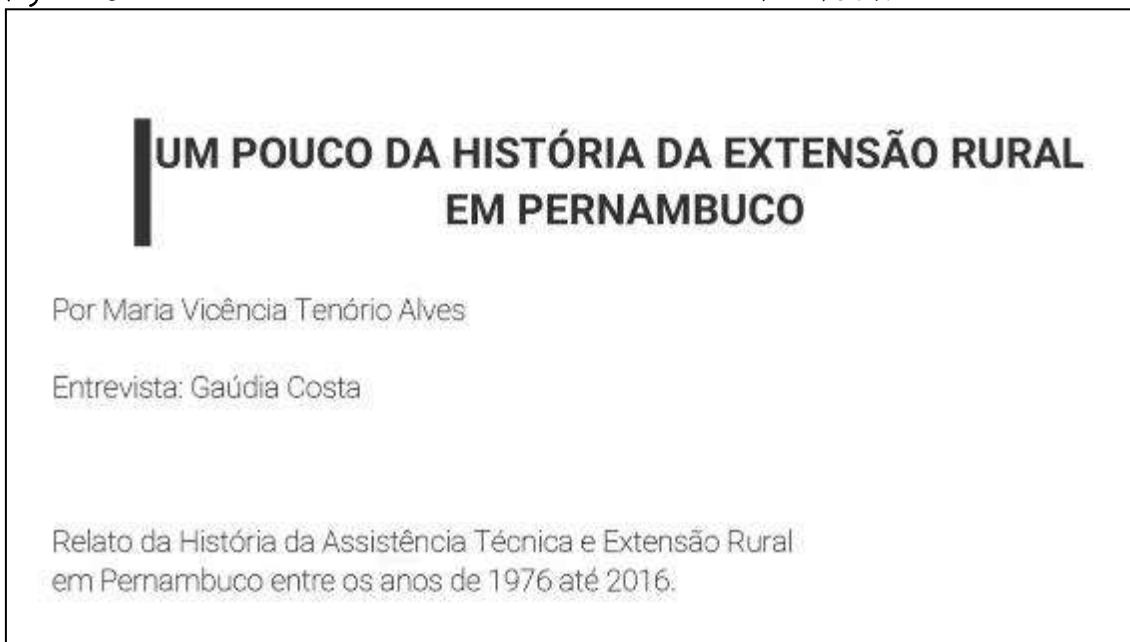 UM POUCO DA HISTÓRIA DA EXTENSÃO RURAL
EM PERNAMBUCO
Por Maria Vicência Tenório Alves
Entrevista: Gaúdia Costa
Relato da História da Assistência Técnica e Extensão Rural
em Pernambuco entre os anos de 1976 até 2016.